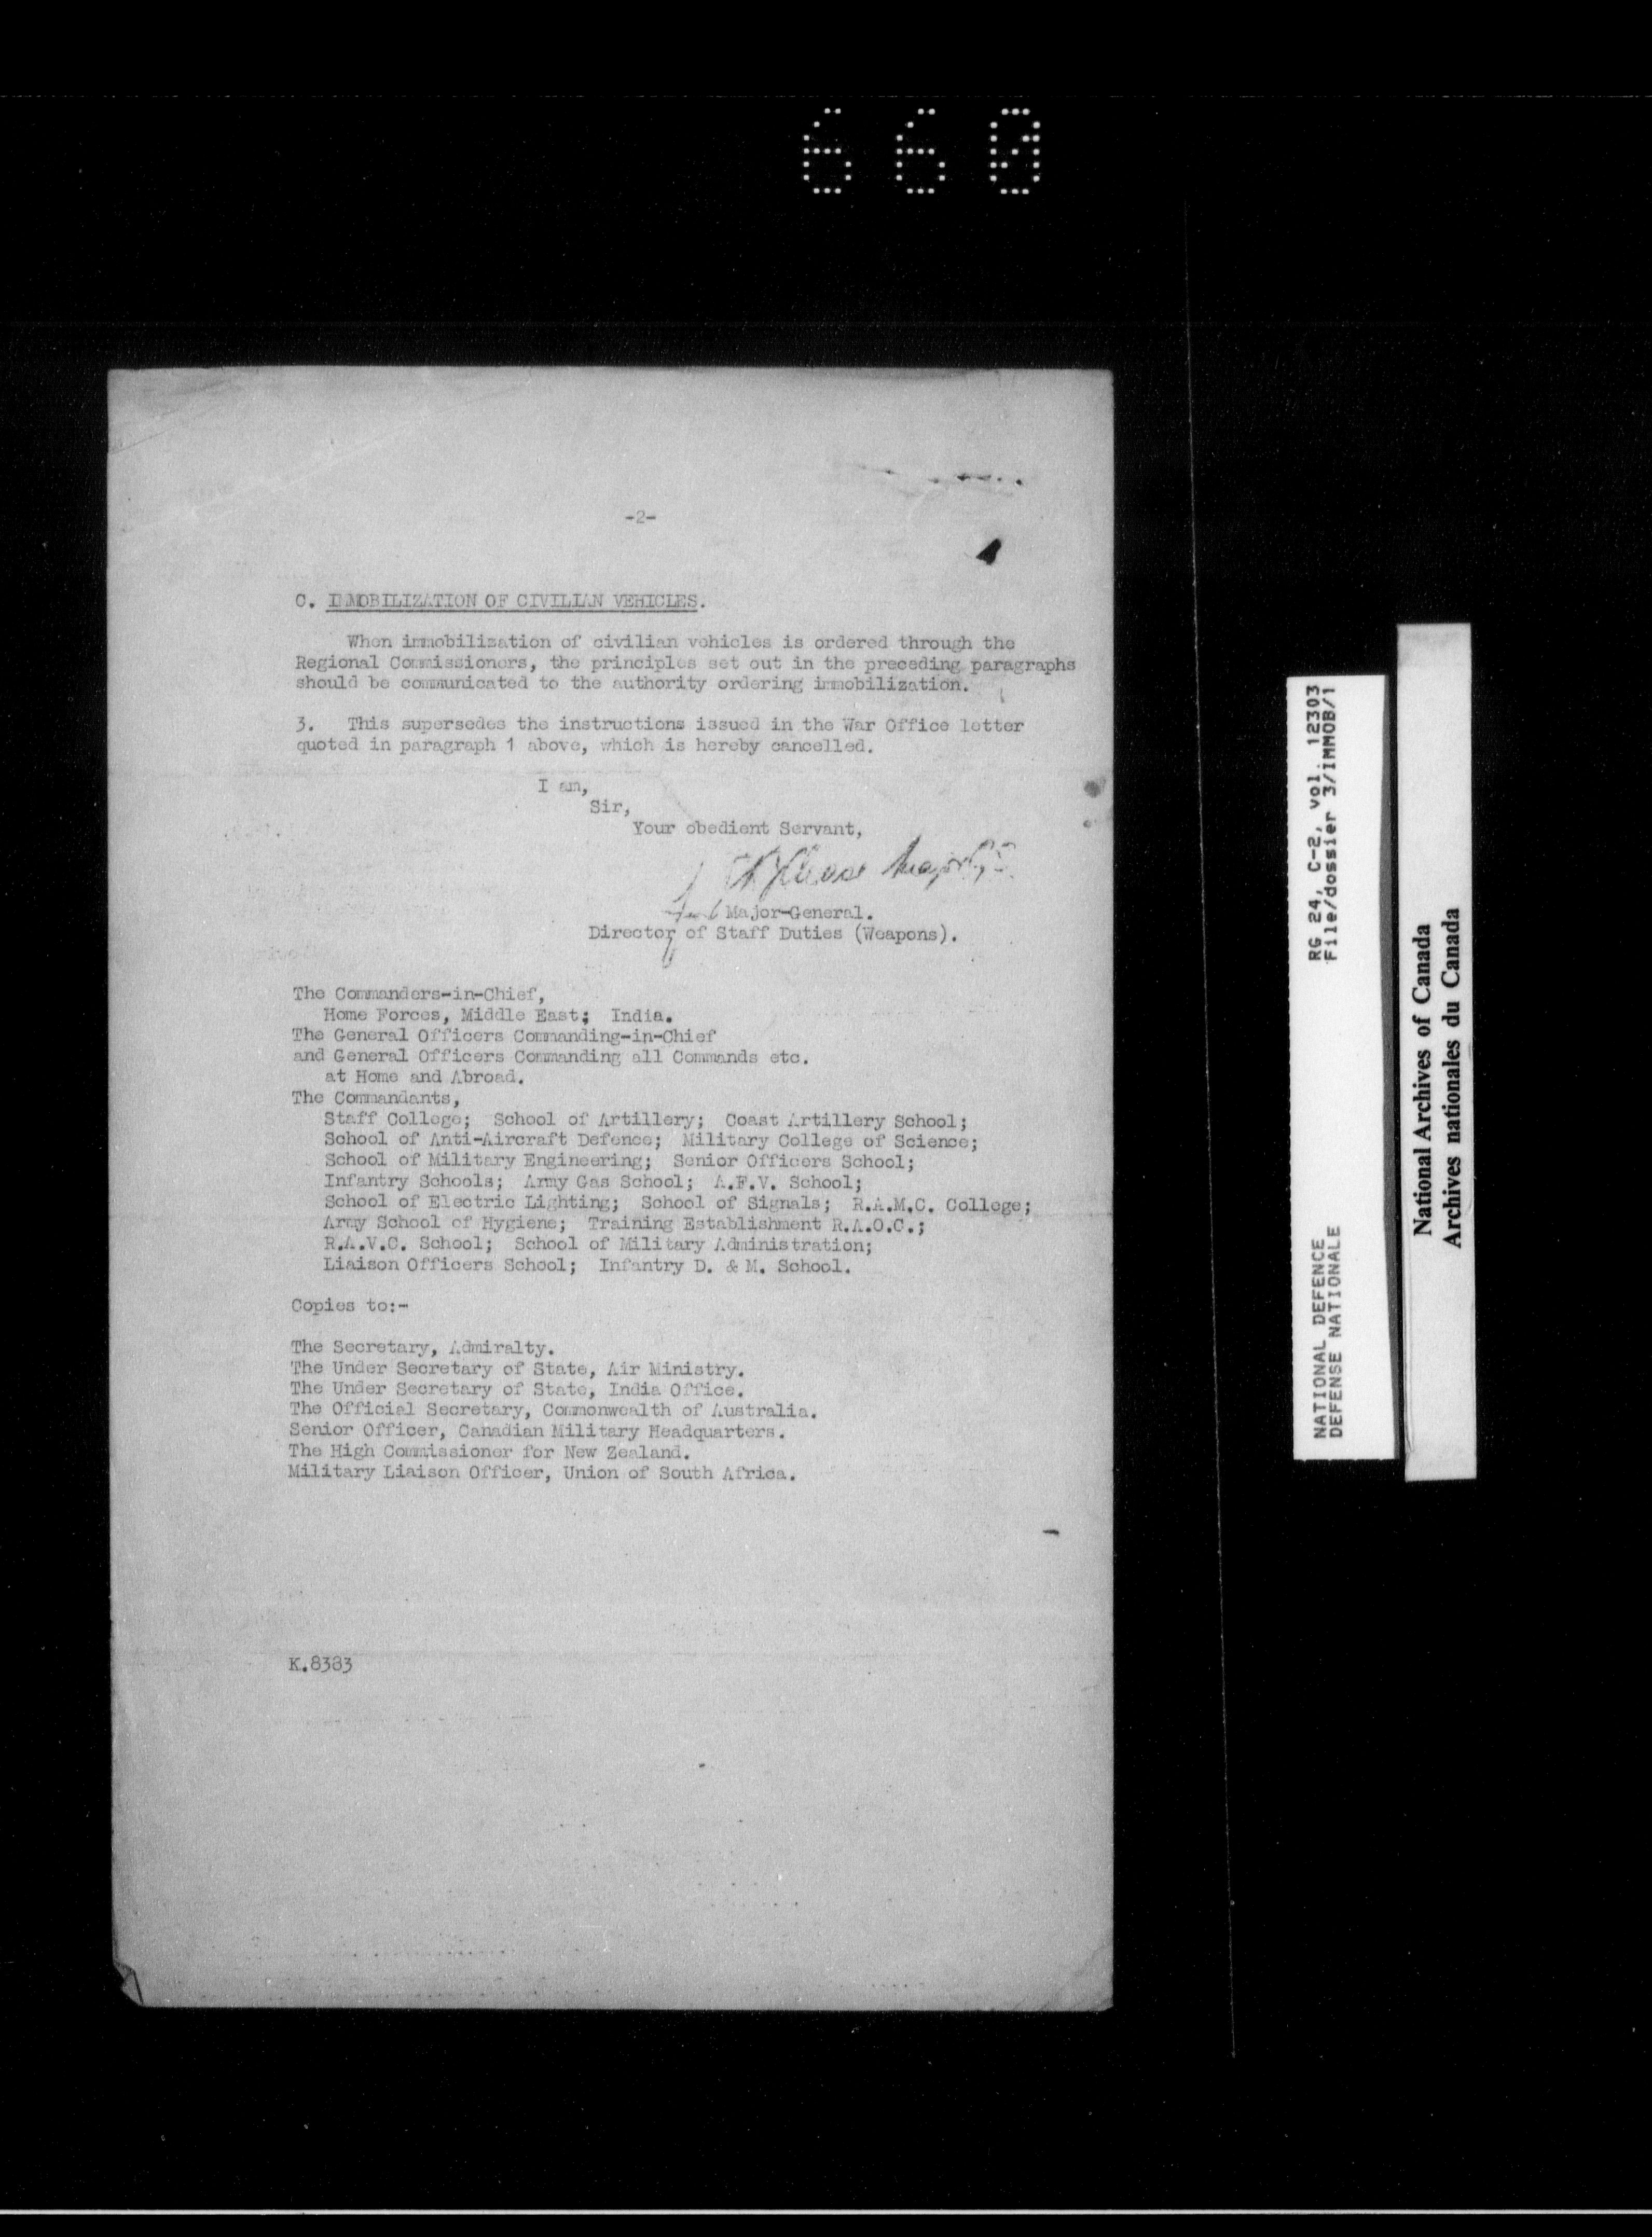 660
-2-
C. IMMOBILIZATION OF CIVILIAN VEHICLES.
When immobilization of civilian vehicles is ordered through the
Regional Commissioners, the principles set out in the preceding paragraphs
should be communicated to the authority ordering immobilization.
3. This supersedes the instructions issued in the War Office letter
quoted in paragraph 1 above, which is hereby cancelled.
I am,
Sir,
Your obedient Servant,
Major-General.
Director of Staff Duties (Weapons).
The Commanders-in-Chief,
Home Forces, Middle East; India.
The General Officers Commanding-in-Chief
and General Officers Commanding all Commands etc.
at Home and Abroad.
The Commandants,
Staff College; School of Artillery; Coast Artillery School;
School of Anti-Aircraft Defence; Military College of Science;
School of Military Engineering; Senior Officers School;
Infantry Schools; Army Gas School; A.F.V. School;
School of Electric Lighting; School of Signals; R.A.M.C. College;
Army School of Hygiene; Training Establishment R.A.O.C.;
R.A.V.C. School; School of Military Administration;
Liaison Officers School; Infantry D. & M. School.
Copies to:-
The Secretary, Admiralty.
The Under Secretary of State, Air Ministry.
The Under Secretary of State, India Office.
The Official Secretary, Commonwealth of Australia.
Senior Officer, Canadian Military Headquarters.
The High Commissioner for New Zealand.
Military Liaison Officer, Union of South Africa.
K.8383
NATIONAL DEFENCE RG 24, C-2, vol. 12303
DEFENSE NATIONALE File/dossier 3/IMMOB/1
National Archives of Canada
Archives nationales du Canada